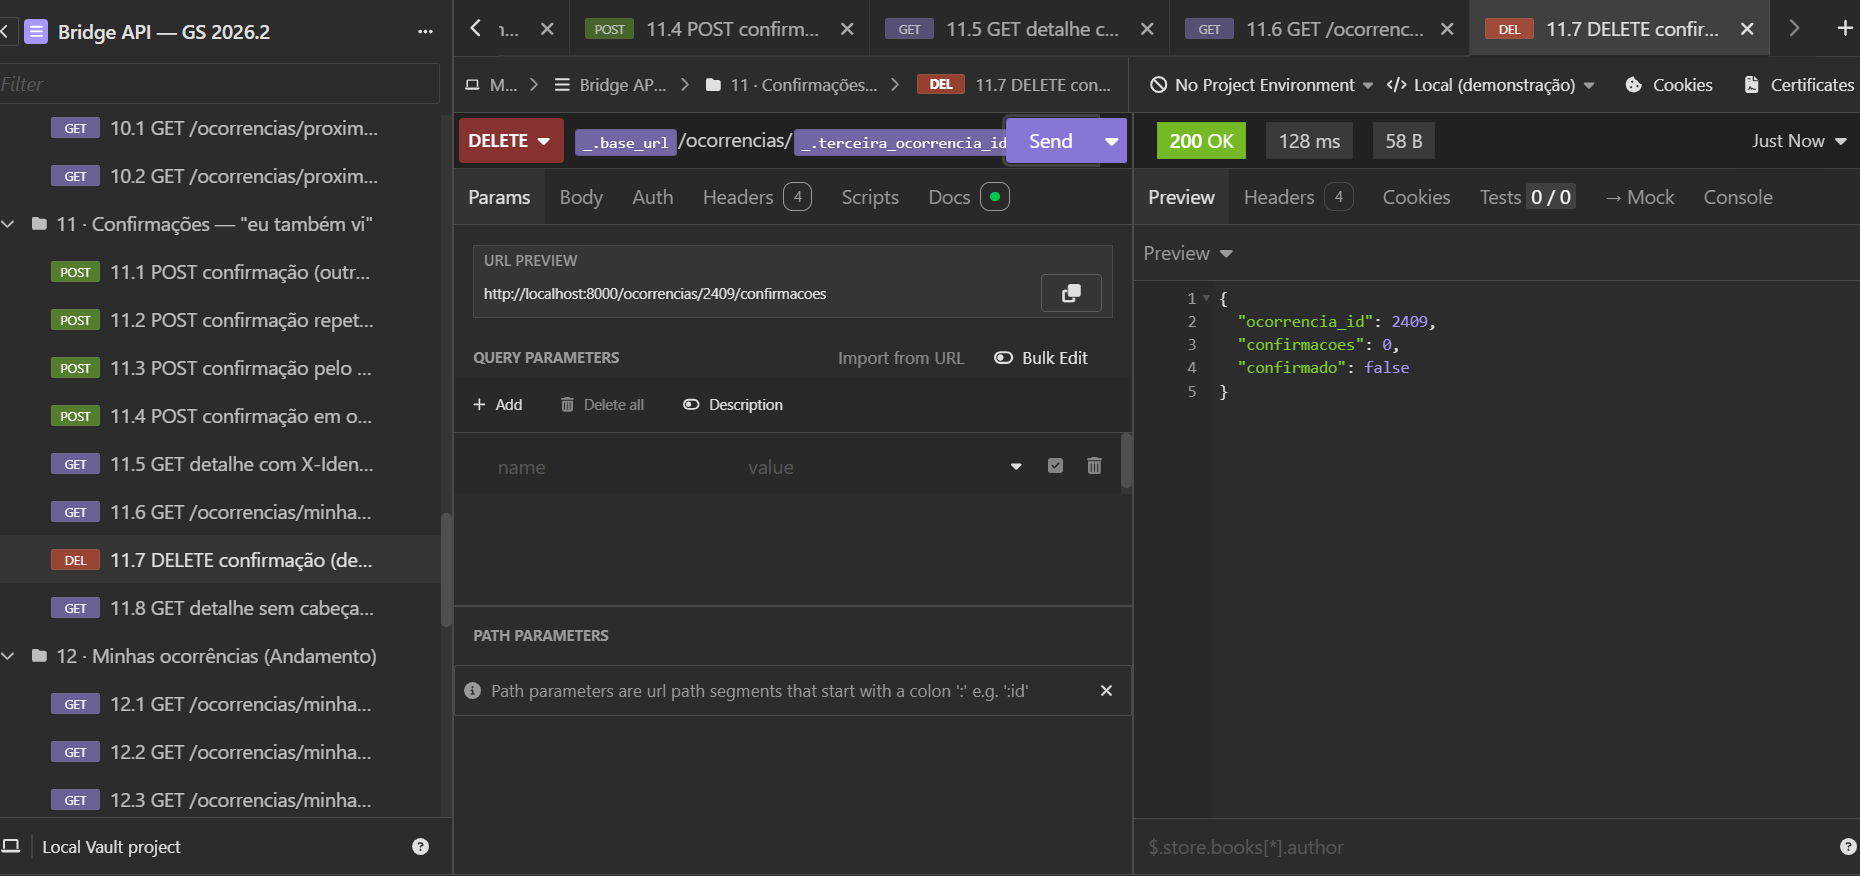 Bridge API — GS 2026.2
Filter
GET 10.1 GET /ocorrencias/proxim...
GET 10.2 GET /ocorrencias/proxim...
11 · Confirmações — "eu também vi"
POST 11.1 POST confirmação (outr...
POST 11.2 POST confirmação repet...
POST 11.3 POST confirmação pelo ...
POST 11.4 POST confirmação em o...
GET 11.5 GET detalhe com X-Iden...
GET 11.6 GET /ocorrencias/minha...
DEL 11.7 DELETE confirmação (de...
GET 11.8 GET detalhe sem cabeça...
12 · Minhas ocorrências (Andamento)
GET 12.1 GET /ocorrencias/minha...
GET 12.2 GET /ocorrencias/minha...
GET 12.3 GET /ocorrencias/minha...
Local Vault project
POST 11.4 POST confirm...
GET 11.5 GET detalhe c...
GET 11.6 GET /ocorrenc...
DEL 11.7 DELETE confir...
M... > Bridge AP... > 11 · Confirmações... > DEL 11.7 DELETE con...
No Project Environment
Local (demonstração)
Cookies
Certificates
DELETE _.base_url/ocorrencias/_.terceira_ocorrencia_id
Send
Params Body Auth Headers 4 Scripts Docs
URL PREVIEW
http://localhost:8000/ocorrencias/2409/confirmacoes
QUERY PARAMETERS
Import from URL
Bulk Edit
+ Add
Delete all
Description
name value
PATH PARAMETERS
Path parameters are url path segments that start with a colon ':' e.g. ':id'
200 OK 128 ms 58 B
Just Now
Preview Headers 4 Cookies Tests 0 / 0 → Mock Console
Preview
1 {
2 "ocorrencia_id": 2409,
3 "confirmacoes": 0,
4 "confirmado": false
5 }
$.store.books[*].author